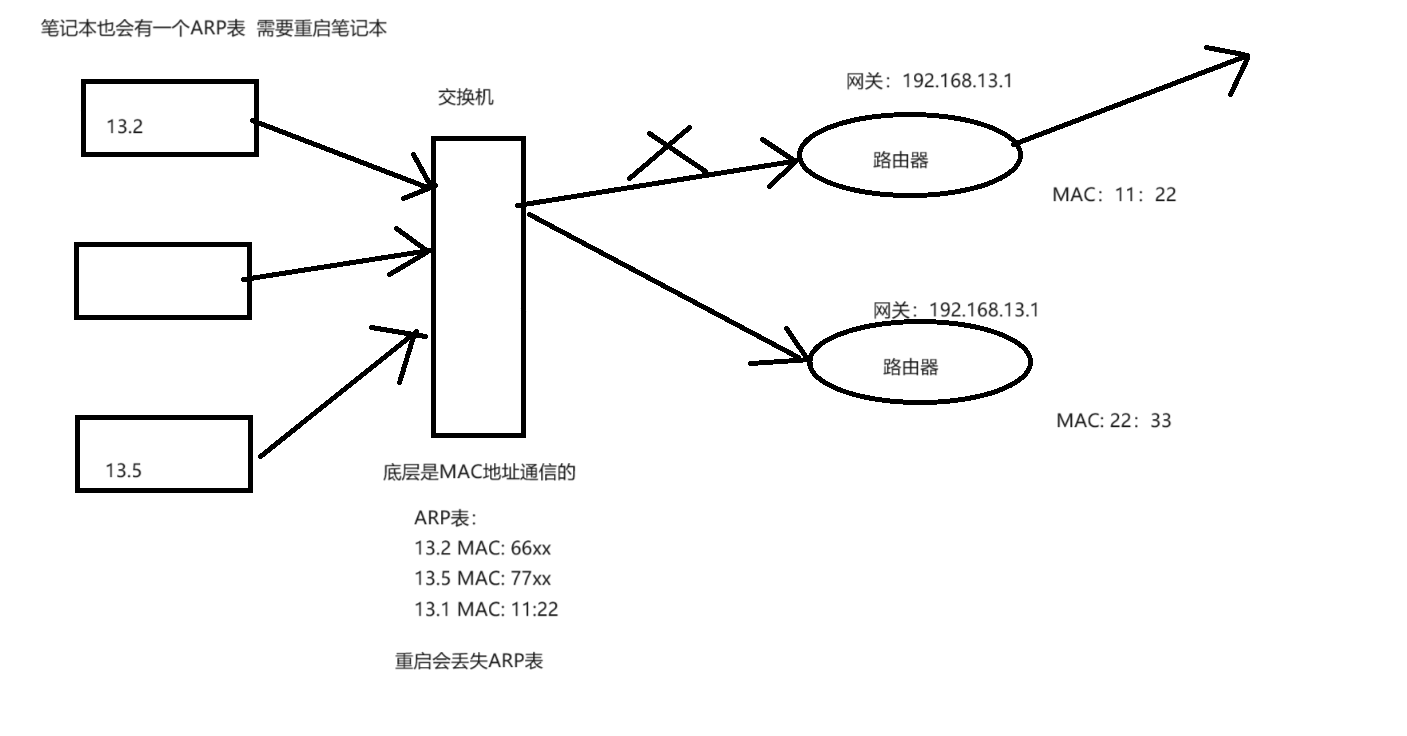 笔记本也会有一个ARP表  需要重启笔记本
13.2
13.5
交换机
底层是MAC地址通信的
ARP表：
13.2 MAC: 66xx
13.5 MAC: 77xx
13.1 MAC: 11:22
重启会丢失ARP表
网关：192.168.13.1
路由器
MAC：11：22
网关：192.168.13.1
路由器
MAC: 22：33